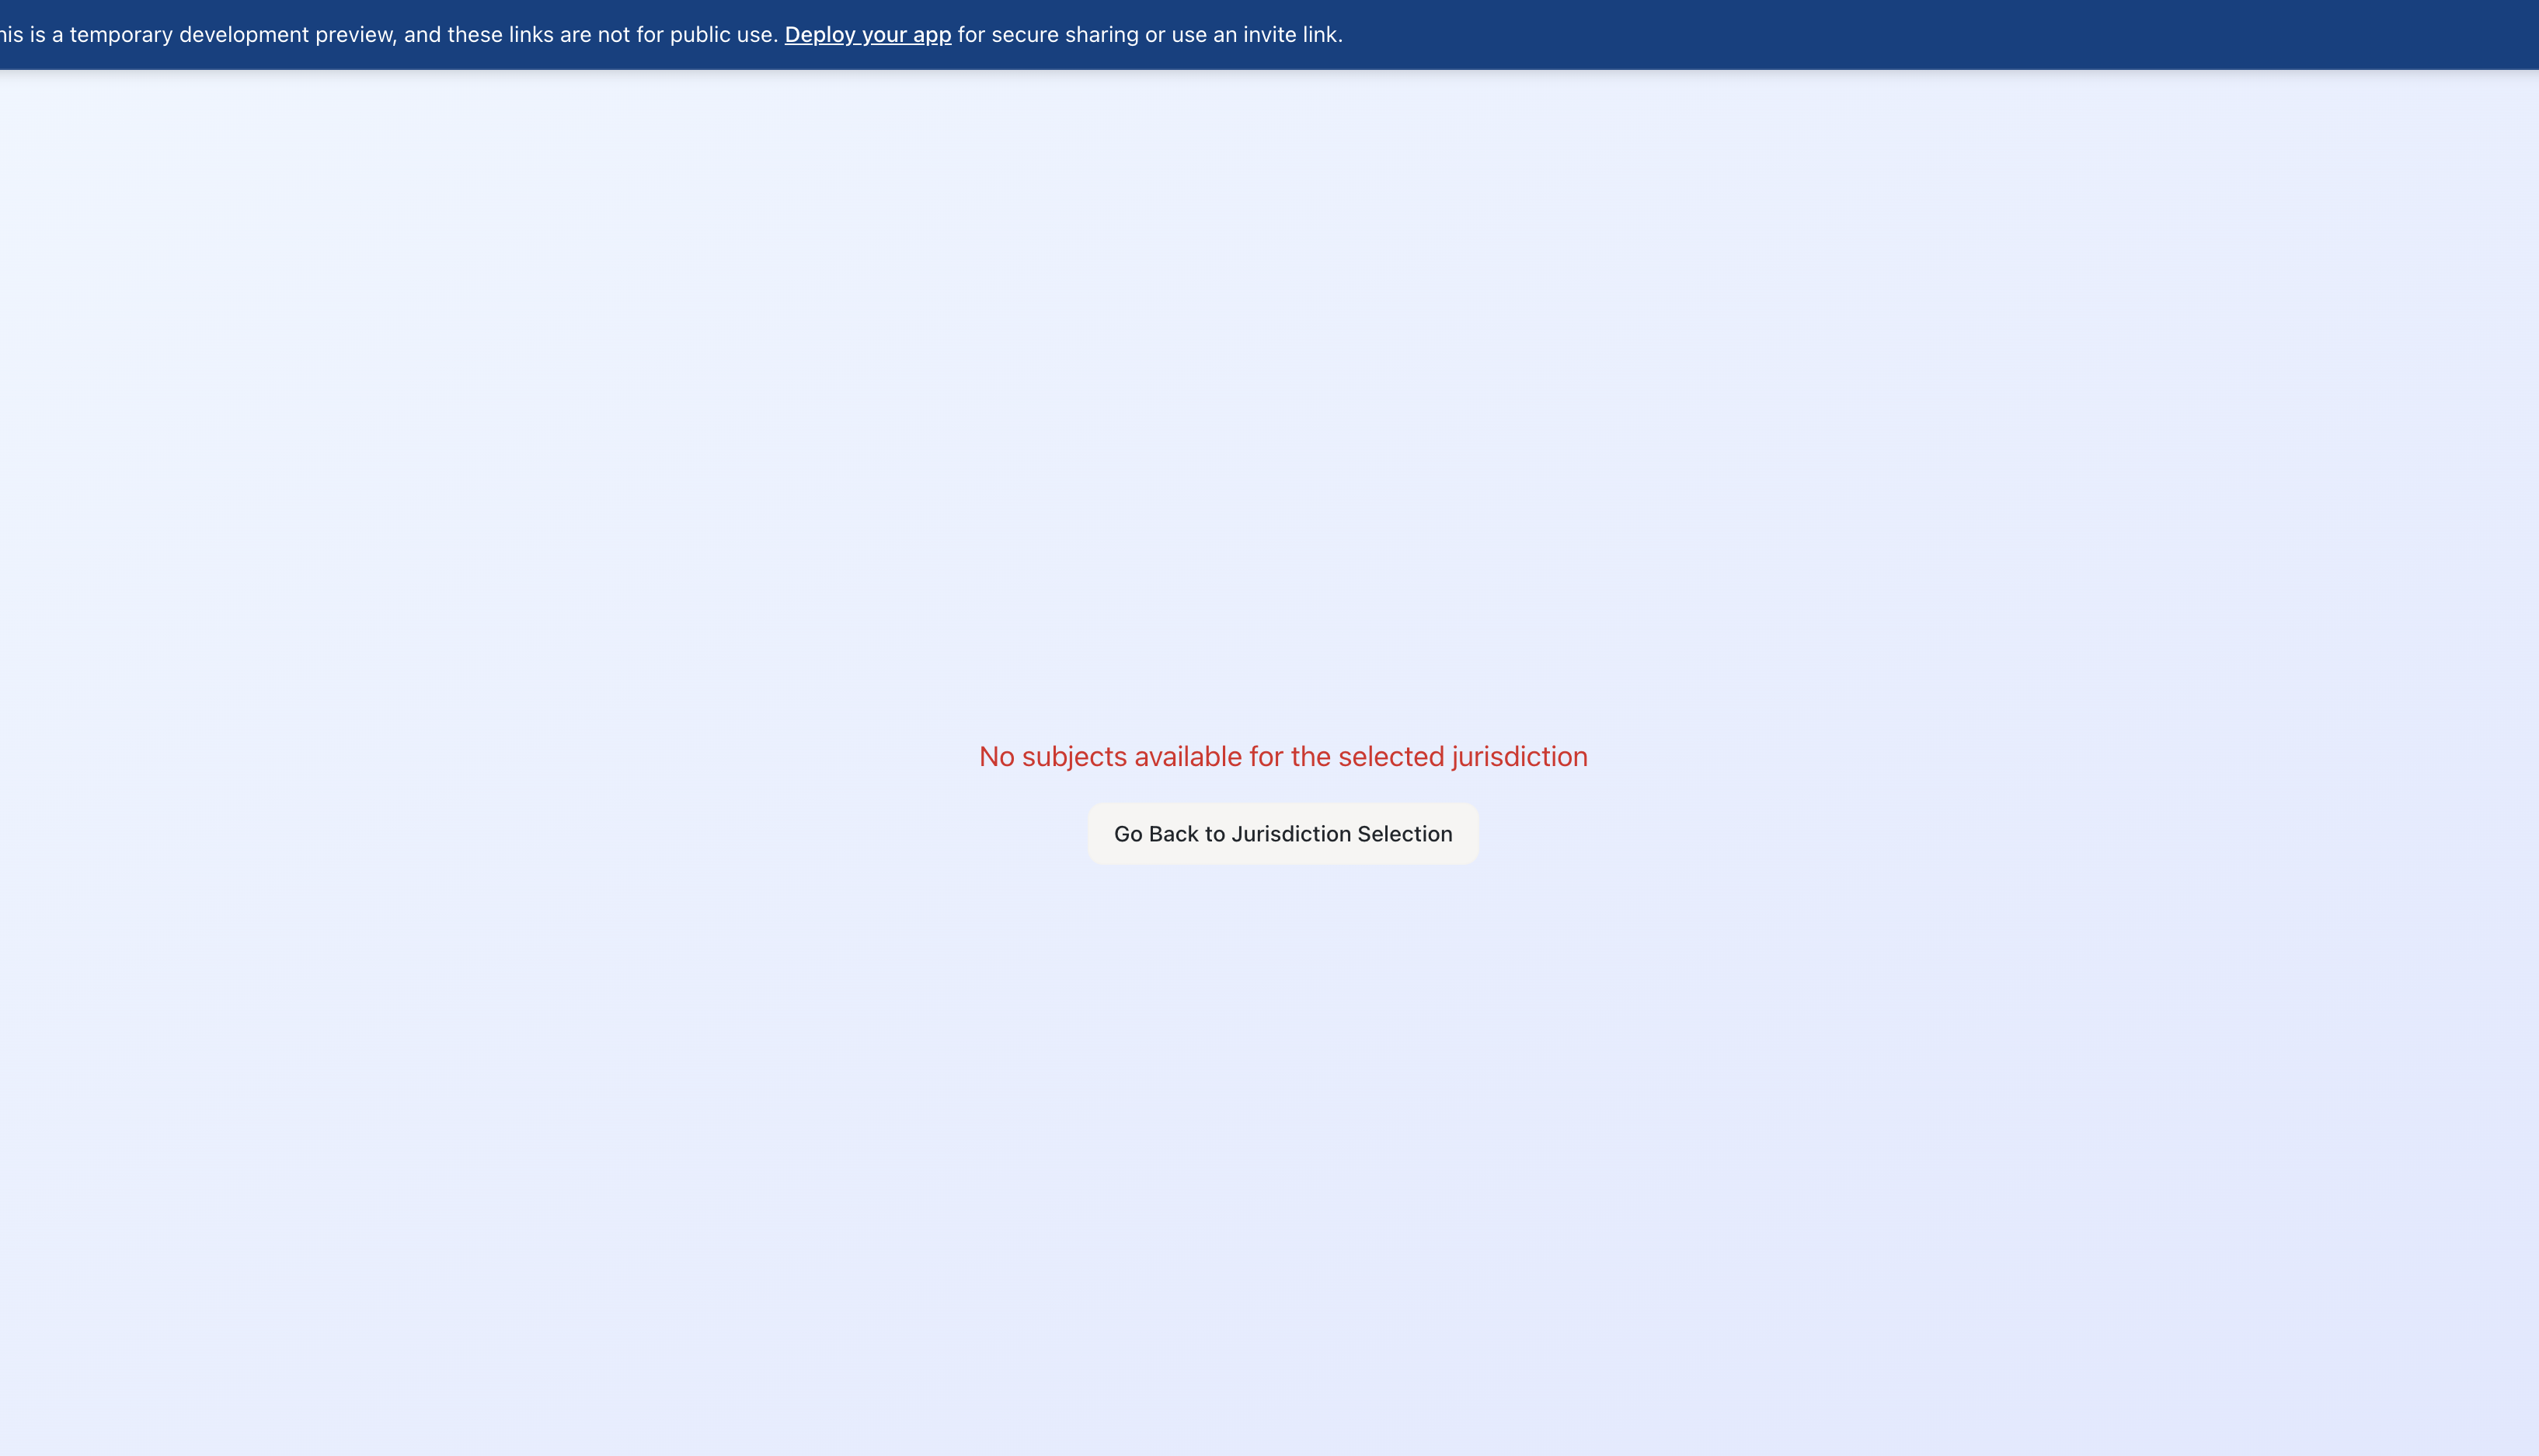 is is a temporary development preview, and these links are not for public use. Deploy your app for secure sharing or use an invite link.
No subjects available for the selected jurisdiction
Go Back to Jurisdiction Selection